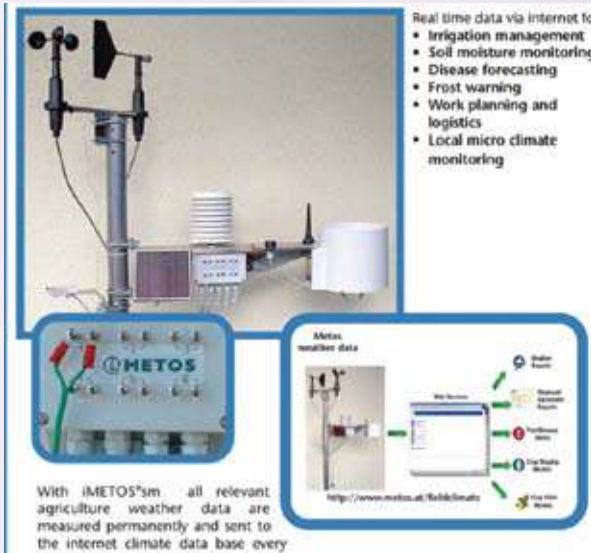 Real time data via internet fo
• Irrigation management
• Soil moisture monitoring
• Disease forecasting
• Frost warning
• Work planning and
logistics
• Local micro climate
monitoring
METOS
Metos
weather data
http://www.metos.at/fieldclimate
With iMETOS®sm all relevant
agriculture weather data are
measured permanently and sent to
the internet climate data base every